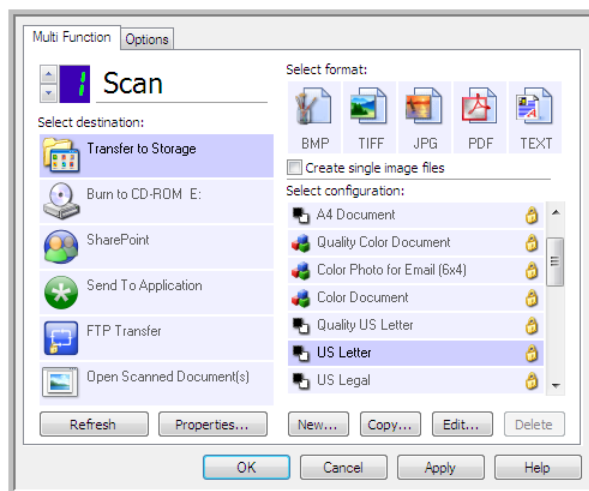 Multi Function
Options
1
Scan
Select destination:
Transfer to Storage
Burn to CD-ROM E:
SharePoint
Send To Application
FTP Transfer
Open Scanned Document(s)
Refresh
Properties...
Select format:
BMP
TIFF
JPG
PDF
TEXT
Create single image files
Select configuration:
A4 Document
Quality Color Document
Color Photo for Email (6x4)
Color Document
Quality US Letter
US Letter
US Legal
New...
Copy...
Edit...
Delete
OK
Cancel
Apply
Help